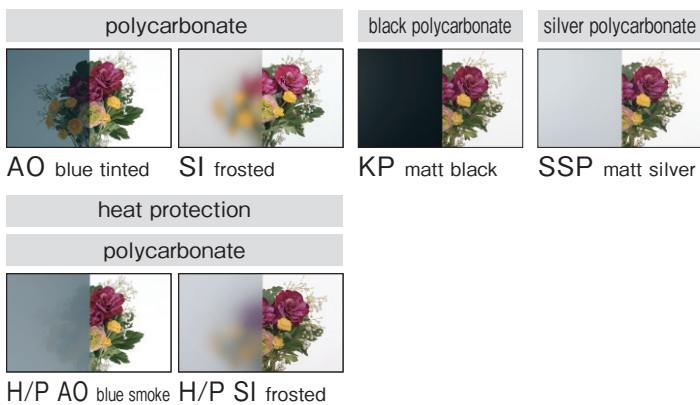 polycarbonate
black polycarbonate
silver polycarbonate
AO blue tinted
SI frosted
KP matt black
SSP matt silver
heat protection
polycarbonate
H/P AO blue smoke
H/P SI frosted